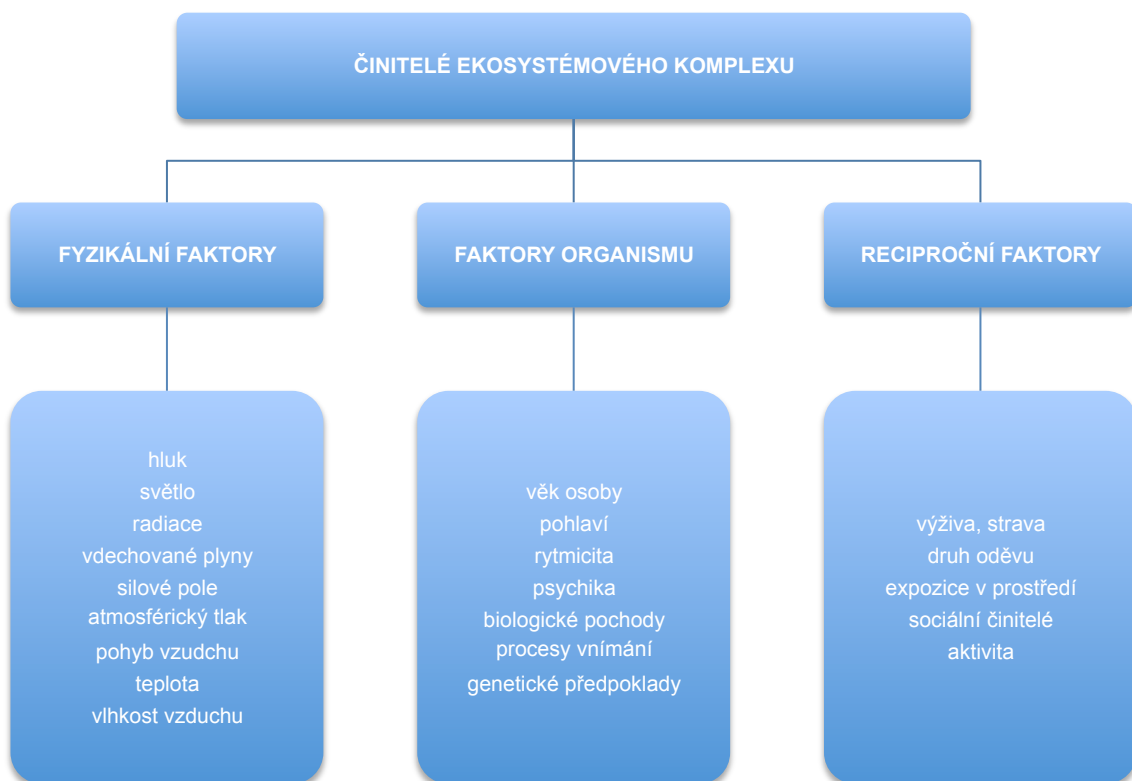 ČINITELÉ EKOSYSTÉMOVÉHO KOMPLEXU
FYZIKÁLNÍ FAKTORY
hluk
světlo
radiace
vdechované plyny
silové pole
atmosférický tlak
pohyb vzudchu
teplota
vlhkost vzduchu
FAKTORY ORGANISMU
věk osoby
pohlaví
rytmicita
psychika
biologické pochody
procesy vnímání
genetické předpoklady
RECIPROČNÍ FAKTORY
výživa, strava
druh oděvu
expozice v prostředí
sociální činitelé
aktivita